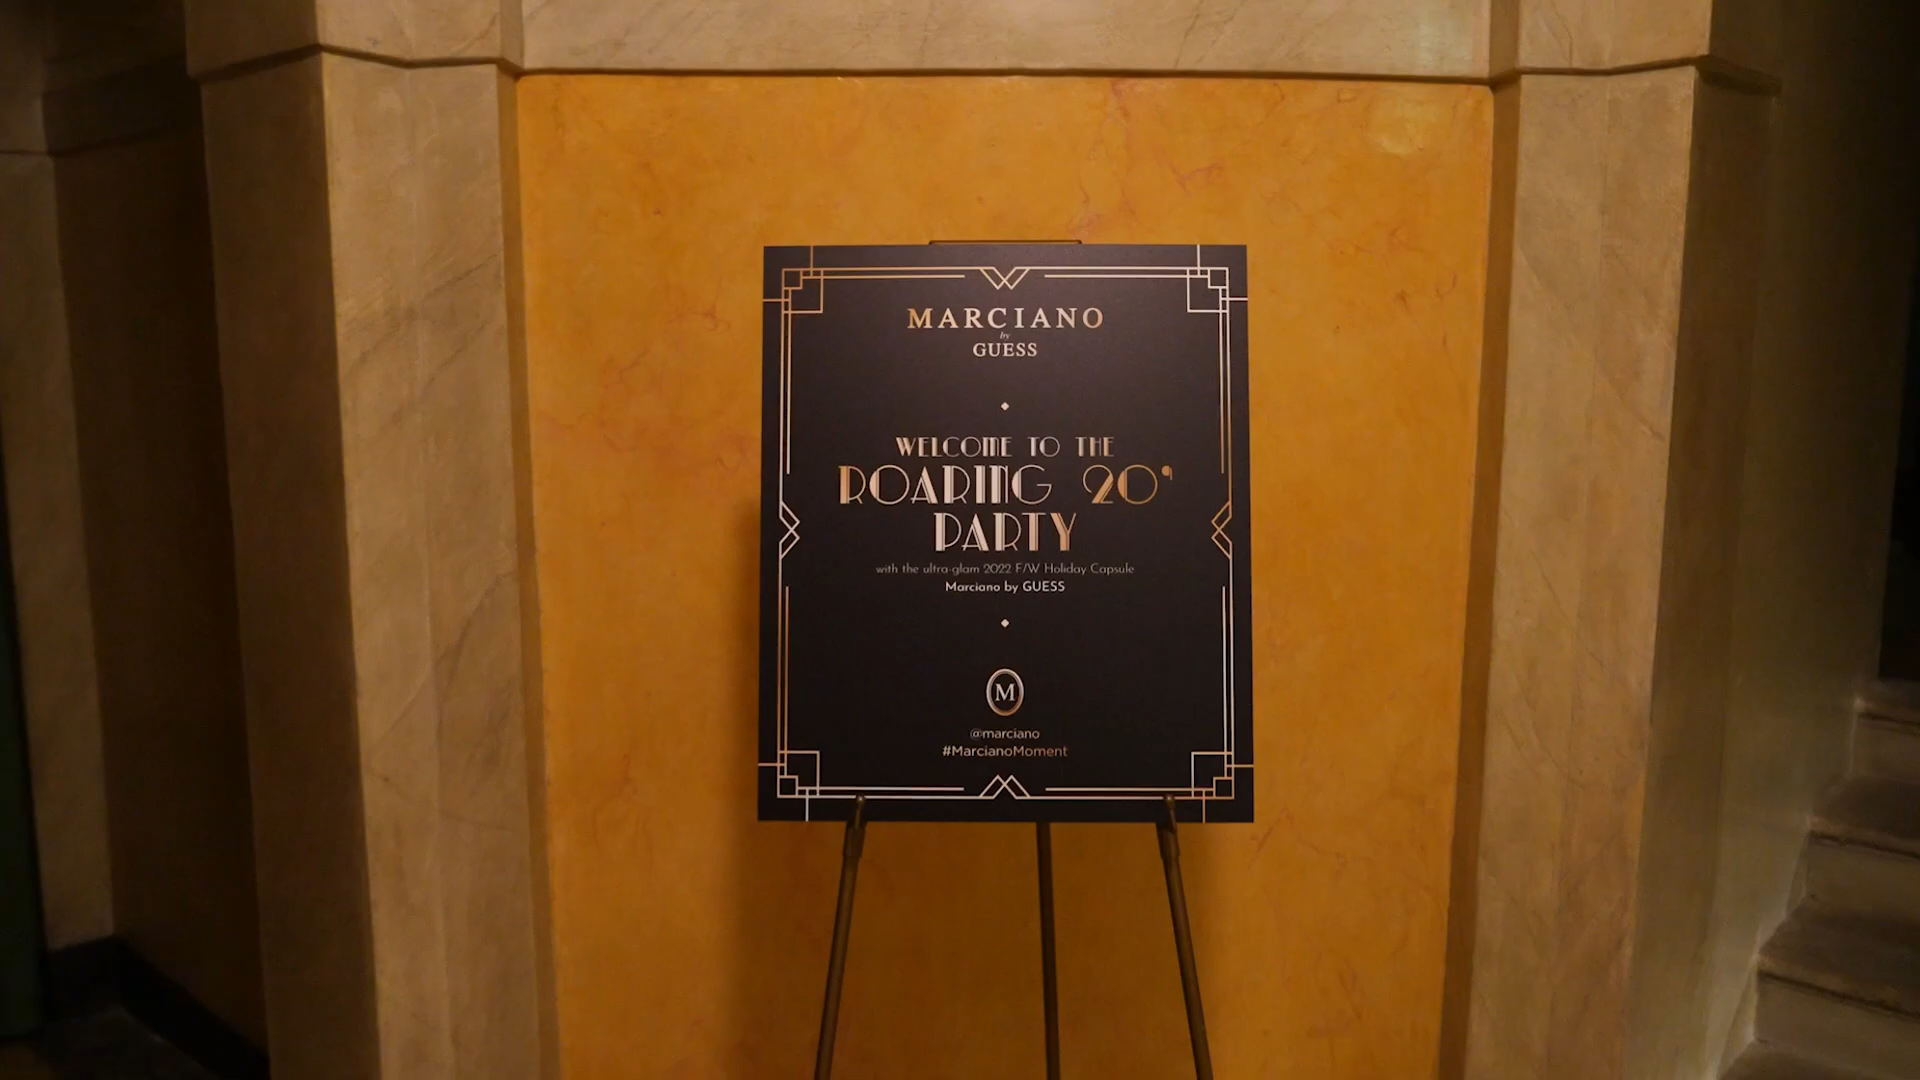 MARCIANO
by
GUESS
WELCOME TO THE
ROARING 20'
PARTY
with the ultra-glam 2022 F/W Holiday Capsule
Marciano by GUESS
M
@marciano
#MarcianoMoment